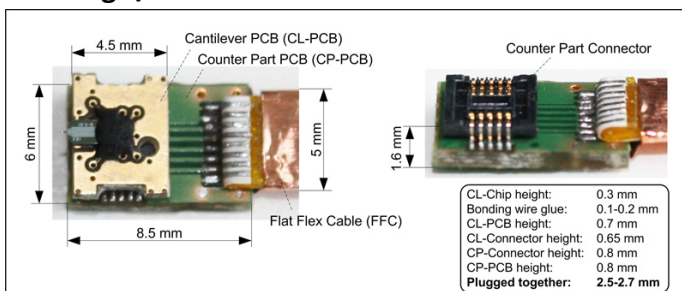 4.5 mm
Cantilever PCB (CL-PCB)
Counter Part PCB (CP-PCB)
6 mm
5 mm
Flat Flex Cable (FFC)
8.5 mm
Counter Part Connector
1.6 mm
CL-Chip height: 0.3 mm
Bonding wire glue: 0.1-0.2 mm
CL-PCB height: 0.7 mm
CL-Connector height: 0.65 mm
CP-Connector height: 0.8 mm
CP-PCB height: 0.8 mm
Plugged together: 2.5-2.7 mm